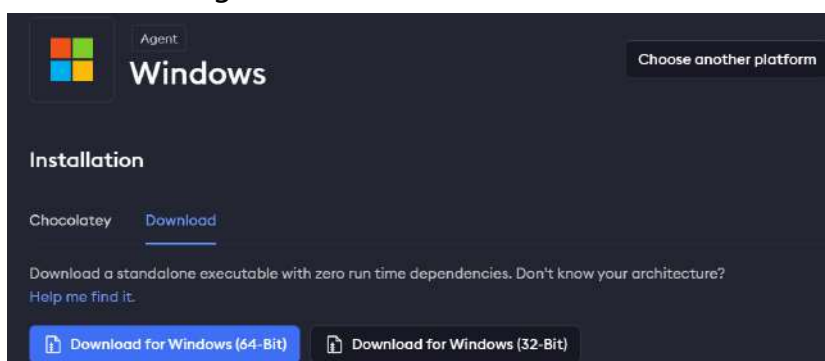 Agent
Windows
Choose another platform
Installation
Chocolatey Download
Download a standalone executable with zero run time dependencies. Don't know your architecture?
Help me find it.
Download for Windows (64-Bit) Download for Windows (32-Bit)